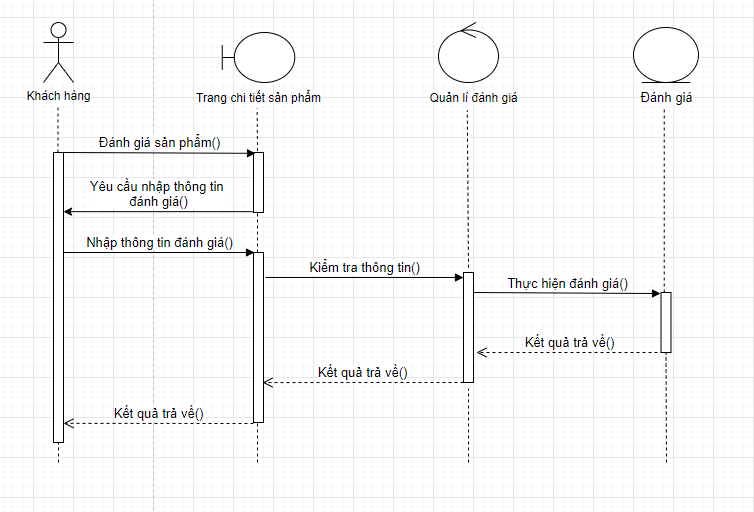 Khách hàng
Trang chi tiết sản phẩm
Quản lí đánh giá
Đánh giá
Đánh giá sản phẩm()
Yêu cầu nhập thông tin
đánh giá()
Nhập thông tin đánh giá()
Kiểm tra thông tin()
Thực hiện đánh giá()
Kết quả trả về()
Kết quả trả về()
Kết quả trả về()